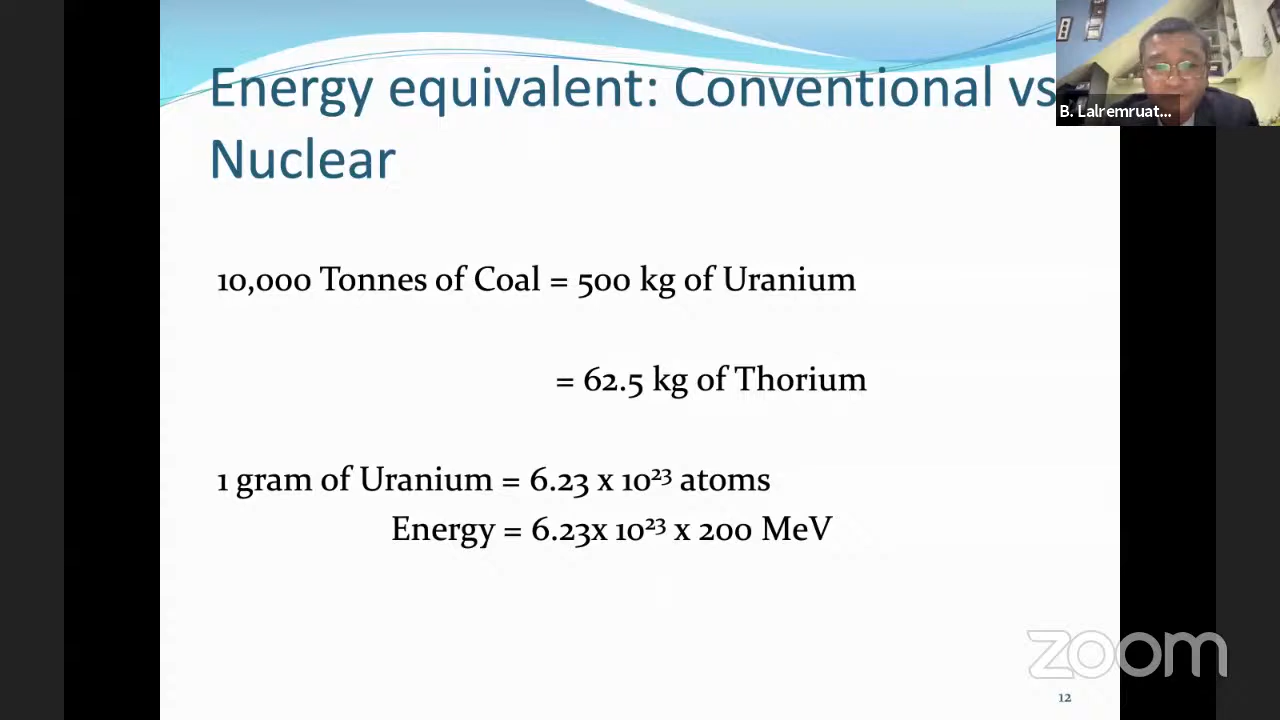 Energy equivalent: Conventional vs
Nuclear
B. Lalremruat...
10,000 Tonnes of Coal = 500 kg of Uranium
= 62.5 kg of Thorium
1 gram of Uranium = 6.23 x 10²³ atoms
Energy = 6.23x 10²³ x 200 MeV
zoom
12